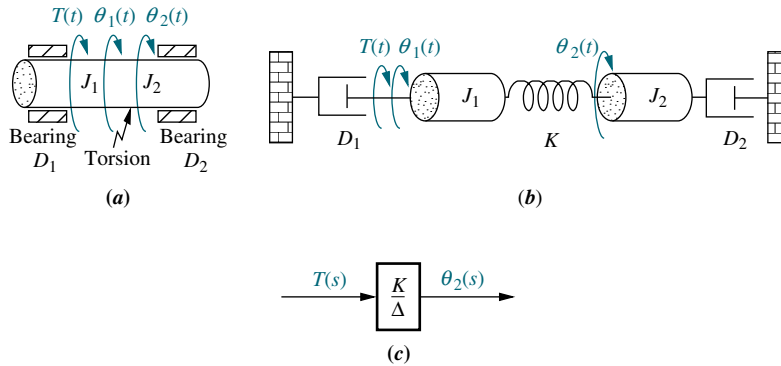 T(t) θ1(t) θ2(t)
J1 J2
Bearing Bearing
D1 Torsion D2
(a)
T(t) θ1(t) θ2(t)
J1 J2
D1 K D2
(b)
T(s) K/Δ θ2(s)
(c)